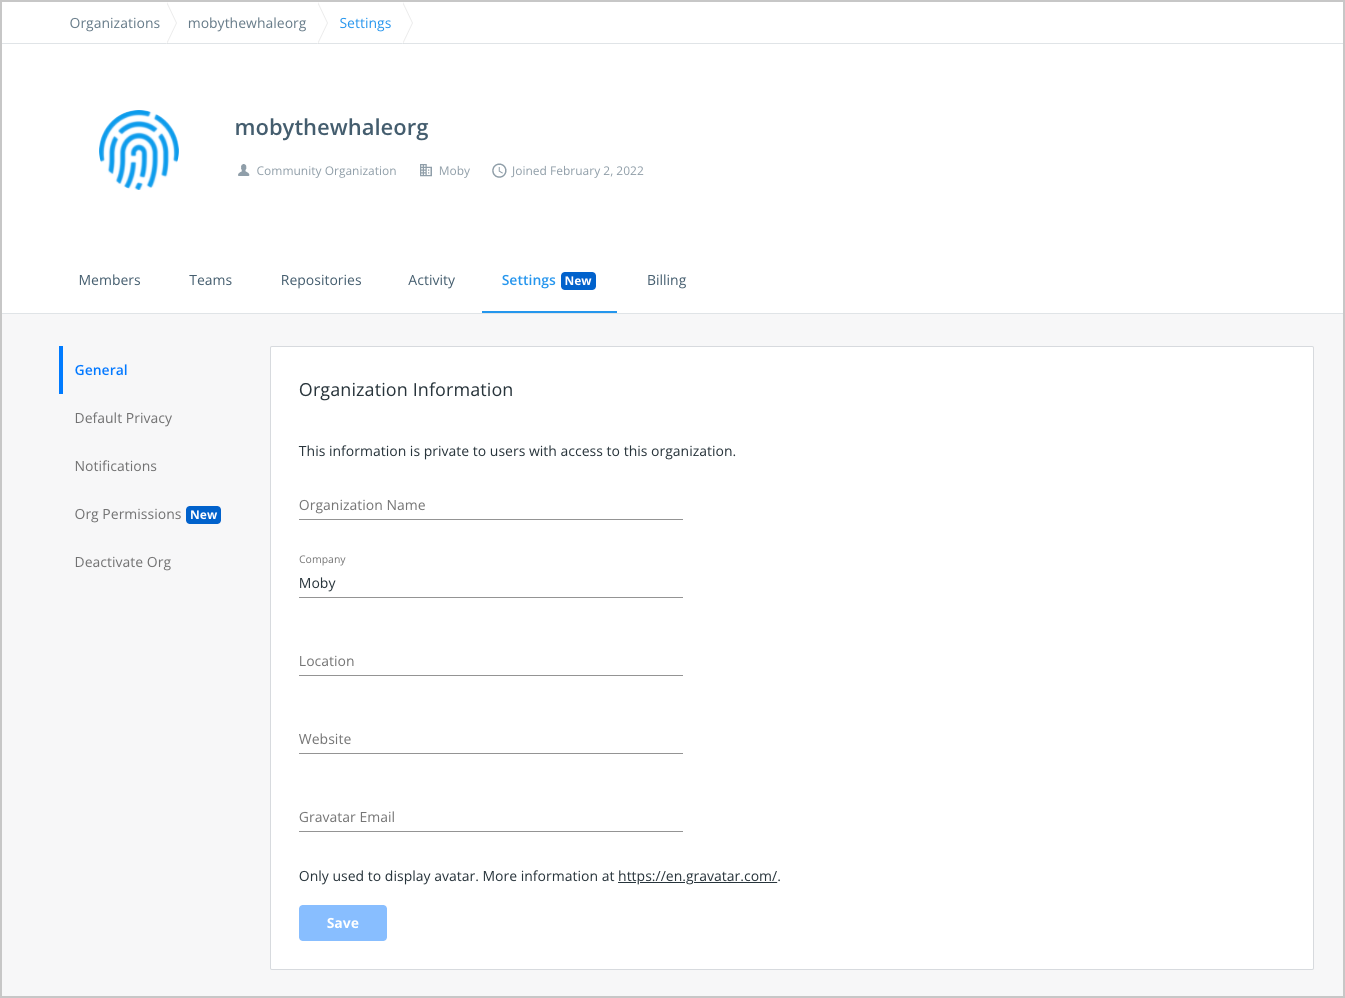 Organizations mobythewhaleorg Settings
mobythewhaleorg
Community Organization Moby Joined February 2, 2022
Members Teams Repositories Activity Settings New Billing
General
Default Privacy
Notifications
Org Permissions New
Deactivate Org
Organization Information
This information is private to users with access to this organization.
Organization Name
Company
Moby
Location
Website
Gravatar Email
Only used to display avatar. More information at https://en.gravatar.com/.
Save